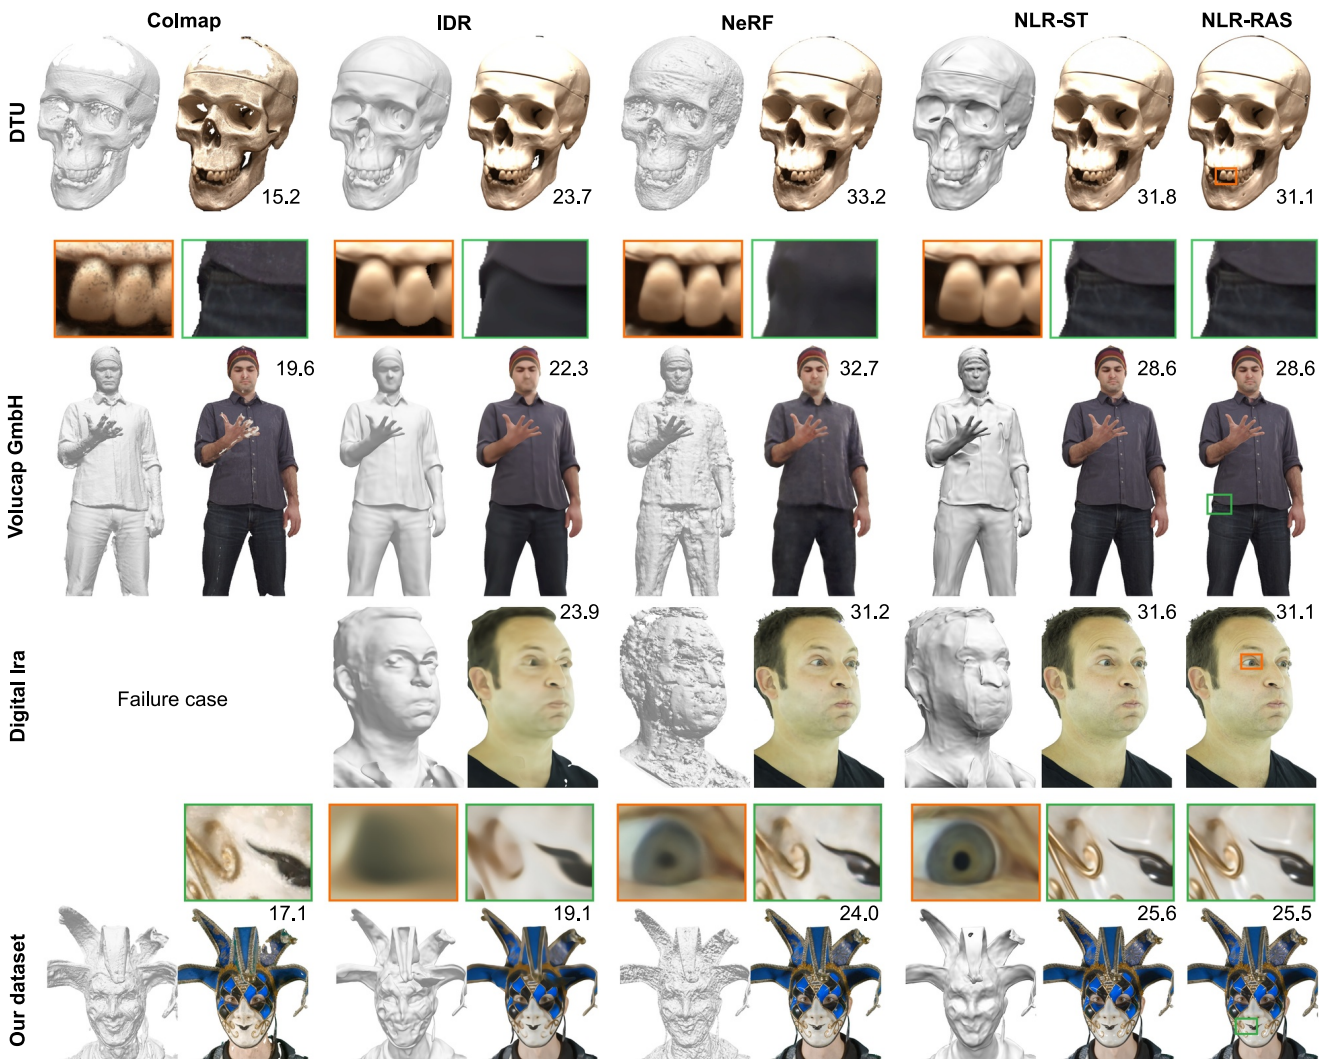 Colmap IDR NeRF NLR-ST NLR-RAS
DTU
15.2 23.7 33.2 31.8 31.1
Volucap GmbH
19.6 22.3 32.7 28.6 28.6
Digital Ira
Failure case
23.9 31.2 31.6 31.1
Our dataset
17.1 19.1 24.0 25.6 25.5